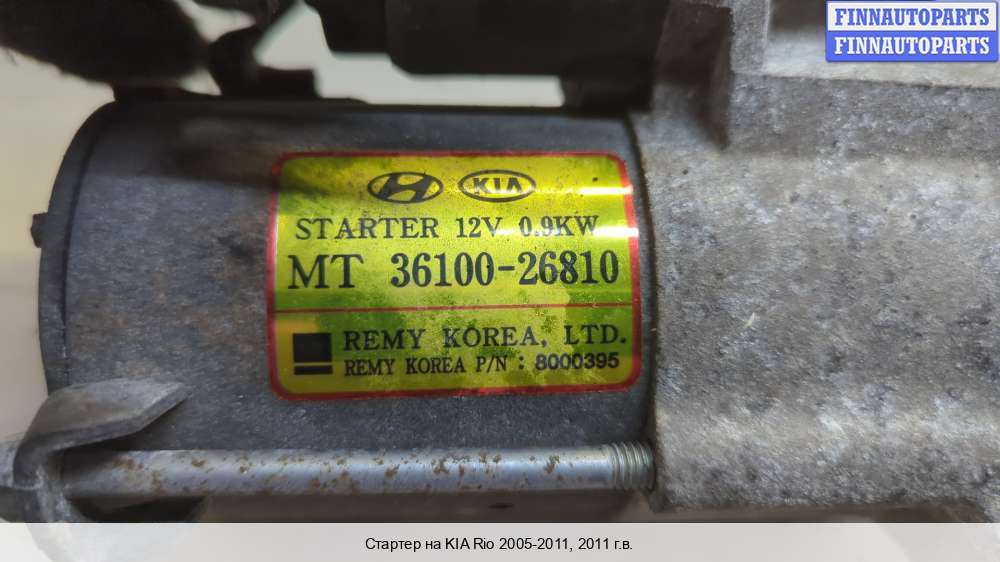 FINNAUTOPARTS
FINNAUTOPARTS
KIA
STARTER 12V 0.9KW
MT 36100-26810
REMY KOREA, LTD.
REMY KOREA P/N : 8000395
Стартер на KIA Rio 2005-2011, 2011 г.в.